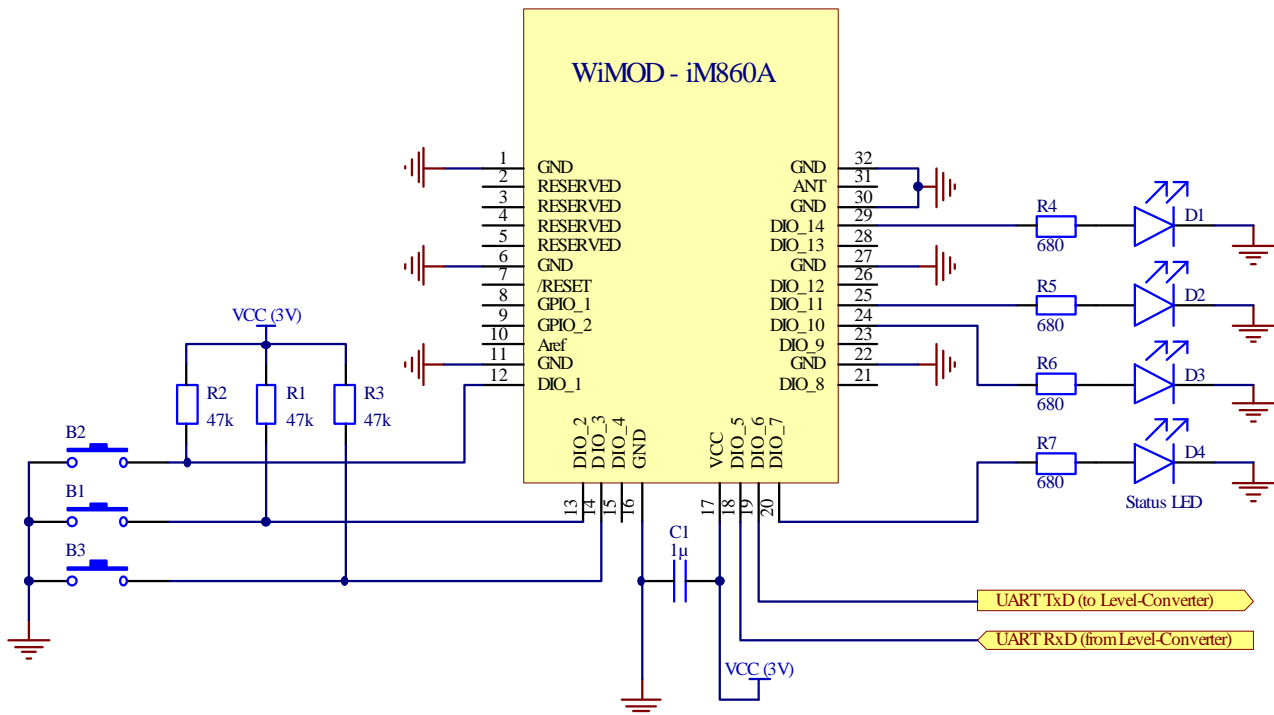 WiMOD - iM860A
1 GND
2 RESERVED
3 RESERVED
4 RESERVED
5 RESERVED
6 GND
7 /RESET
8 GPIO_1
9 GPIO_2
10 Aref
11 GND
12 DIO_1
GND 32
ANT 31
GND 30
DIO_14 29
DIO_13 28
GND 27
DIO_12 26
DIO_11 25
DIO_10 24
DIO_9 23
GND 22
DIO_8 21
DIO_2 13
DIO_3 14
DIO_4 15
GND 16
VCC 17
DIO_5 18
DIO_6 19
DIO_7 20
VCC (3V)
R2
47k
R1
47k
R3
47k
B2
B1
B3
C1
1µ
R4
680
D1
R5
680
D2
R6
680
D3
R7
680
D4
Status LED
UART TxD (to Level-Converter)
UART RxD (from Level-Converter)
VCC (3V)